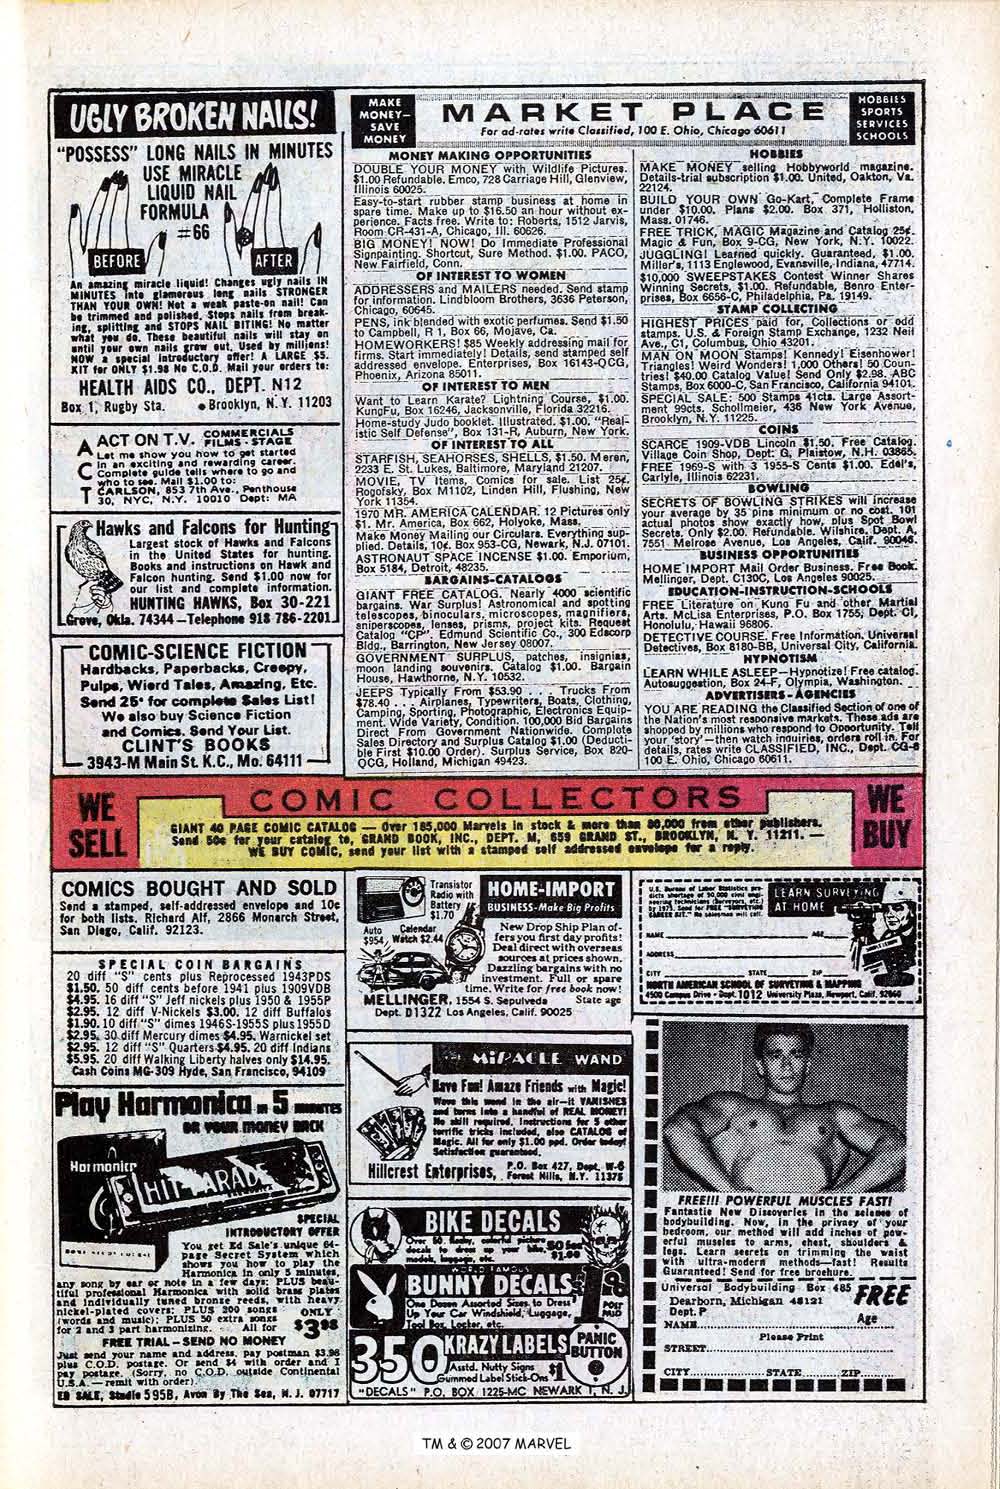 UGLY BROKEN NAILS!
"POSSESS" LONG NAILS IN MINUTES
USE MIRACLE
LIQUID NAIL
FORMULA
#66
BEFORE
AFTER
An amazing miracle liquid! Changes ugly nails IN
MINUTES into glamorous long nails STRONGER
THAN YOUR OWN! Not a weak paste-on nail! Can
be trimmed and polished. Stops nails from break-
ing, splitting and STOPS NAIL BITING! No matter
what you do. These beautiful nails will stay on
until your own nails grow out. Used by millions!
NOW a special introductory offer! A LARGE $5.
KIT for ONLY $1.98 No C.O.D. Mail your orders to:
HEALTH AIDS CO., DEPT. N12
Box 1, Rugby Sta. • Brooklyn, N.Y. 11203
ACT
ACT ON T.V. COMMERCIALS
FILMS - STAGE
Let me show you how to get started
in an exciting and rewarding career.
Complete guide tells where to go and
who to see. Mail $1.00 to:
CARLSON, 853 7th Ave., Penthouse
30, NYC, N.Y. 10019 Dept: MA
Hawks and Falcons for Hunting
Largest stock of Hawks and Falcons
in the United States for hunting.
Books and instructions on Hawk and
Falcon hunting. Send $1.00 now for
our list and complete information.
HUNTING HAWKS, Box 30-221
Grove, Okla. 74344 - Telephone 918 786-2201
COMIC-SCIENCE FICTION
Hardbacks, Paperbacks, Creepy,
Pulps, Wierd Tales, Amazing, Etc.
Send 25¢ for complete Sales List!
We also buy Science Fiction
and Comics. Send Your List.
CLINT'S BOOKS
3943-M Main St. K.C., Mo. 64111
MAKE
MONEY—
SAVE
MONEY
MARKET PLACE
For ad-rates write Classified, 100 E. Ohio, Chicago 60611
HOBBIES
SPORTS
SERVICES
SCHOOLS
MONEY MAKING OPPORTUNITIES
DOUBLE YOUR MONEY with Wildlife Pictures.
$1.00 Refundable. Emco, 728 Carriage Hill, Glenview,
Illinois 60025.
Easy-to-start rubber stamp business at home in
spare time. Make up to $16.50 an hour without ex-
perience. Facts free. Write to: Roberts, 1512 Jarvis,
Room CR-431-A, Chicago, Ill. 60626.
BIG MONEY! NOW! Do Immediate Professional
Signpainting. Shortcut, Sure Method. $1.00. PACO,
New Fairfield, Conn.
OF INTEREST TO WOMEN
ADDRESSERS and MAILERS needed. Send stamp
for information. Lindbloom Brothers, 3636 Peterson,
Chicago, 60645.
PENS, ink blended with exotic perfumes. Send $1.50
to Campbell, R 1, Box 66, Mojave, Ca.
HOMEWORKERS! $85 Weekly addressing mail for
firms. Start immediately! Details, send stamped self
addressed envelope. Enterprises, Box 16143-QCG,
Phoenix, Arizona 85011.
OF INTEREST TO MEN
Want to Learn Karate? Lightning Course, $1.00.
KungFu, Box 16246, Jacksonville, Florida 32216.
Home-study Judo booklet. Illustrated. $1.00. "Real-
istic Self Defense", Box 131-R, Auburn, New York.
OF INTEREST TO ALL
STARFISH, SEAHORSES, SHELLS, $1.50. Meren,
2233 E. St. Lukes, Baltimore, Maryland 21207.
MOVIE, TV Items, Comics for sale. List 25¢.
Rogofsky, Box M1102, Linden Hill, Flushing, New
York 11354.
1970 MR. AMERICA CALENDAR. 12 Pictures only
$1. Mr. America, Box 662, Holyoke, Mass.
Make Money Mailing our Circulars. Everything sup-
plied. Details, 10¢. Box 953-CG, Newark, N.J. 07101.
ASTRONAUT SPACE INCENSE $1.00. Emporium,
Box 5184, Detroit, 48235.
BARGAINS-CATALOGS
GIANT FREE CATALOG. Nearly 4000 scientific
bargains. War Surplus! Astronomical and spotting
telescopes, binoculars, microscopes, magnifiers,
sniperscopes, lenses, prisms, project kits. Request
Catalog "CP". Edmund Scientific Co., 300 Edscorp
Bldg., Barrington, New Jersey 08007.
GOVERNMENT SURPLUS, patches, insignias,
moon landing souvenirs. Catalog $1.00. Bargain
House, Hawthorne, N.Y. 10532.
JEEPS Typically From $53.90 . . . Trucks From
$78.40 . . . Airplanes, Typewriters, Boats, Clothing,
Camping, Sporting, Photographic, Electronics Equip-
ment. Wide Variety, Condition. 100,000 Bid Bargains
Direct From Government Nationwide. Complete
Sales Directory and Surplus Catalog $1.00 (Deducti-
ble First $10.00 Order). Surplus Service, Box 820-
QCG, Holland, Michigan 49423.
HOBBIES
MAKE MONEY selling Hobbyworld magazine.
Details-trial subscription $1.00. United, Oakton, Va.
22124.
BUILD YOUR OWN Go-Kart, Complete Frame
under $10.00. Plans $2.00. Box 371, Holliston,
Mass. 01746.
FREE TRICK, MAGIC Magazine and Catalog 25¢.
Magic & Fun, Box 9-CG, New York, N.Y. 10022.
JUGGLING! Learned quickly. Guaranteed, $1.00.
Miller's, 1113 Englewood, Evansville, Indiana, 47714.
$10,000 SWEEPSTAKES Contest Winner Shares
Winning Secrets, $1.00. Refundable, Benro Enter-
prises, Box 6656-C, Philadelphia, Pa. 19149.
STAMP COLLECTING
HIGHEST PRICES paid for, Collections or odd
stamps. U.S. & Foreign Stamp Exchange, 1232 Neil
Ave., C1, Columbus, Ohio 43201.
MAN ON MOON Stamps! Kennedy! Eisenhower!
Triangles! Weird Wonders! 1,000 Others! 50 Coun-
tries! $40.00 Catalog Value! Send Only $2.98. ABC
Stamps, Box 6000-C, San Francisco, California 94101.
SPECIAL SALE: 500 Stamps 41cts. Large Assort-
ment 99cts. Schollmeier, 436 New York Avenue,
Brooklyn, N.Y. 11225.
COINS
SCARCE 1909-VDB Lincoln $1.50. Free Catalog.
Village Coin Shop, Dept: G, Plaistow, N.H. 03865.
FREE 1969-S with 3 1955-S Cents $1.00. Edel's,
Carlyle, Illinois 62231.
BOWLING
SECRETS OF BOWLING STRIKES will increase
your average by 35 pins minimum or no cost. 101
actual photos show exactly how, plus Spot Bowl
Secrets. Only $2.00. Refundable. Wilshire, Dept. A,
7551 Melrose Avenue, Los Angeles, Calif. 90046.
BUSINESS OPPORTUNITIES
HOME IMPORT Mail Order Business. Free Book.
Mellinger, Dept. C130C, Los Angeles 90025.
EDUCATION-INSTRUCTION-SCHOOLS
FREE Literature on Kung Fu and other Martial
Arts. McLisa Enterprises, P.O. Box 1755, Dept. CI,
Honolulu, Hawaii 96806.
DETECTIVE COURSE. Free Information. Universal
Detectives, Box 8180-BB, Universal City, California.
HYPNOTISM
LEARN WHILE ASLEEP—Hypnotize! Free catalog.
Autosuggestion, Box 24-F, Olympia, Washington.
ADVERTISERS - AGENCIES
YOU ARE READING the Classified Section of one of
the Nation's most responsive markets. These ads are
shopped by millions who respond to Opportunity. Tell
your 'story'—then watch inquiries, orders roll in. For
details, rates write CLASSIFIED, INC., Dept. CG-8
100 E. Ohio, Chicago 60611.
WE
SELL
COMIC COLLECTORS
GIANT 40 PAGE COMIC CATALOG — Over 185,000 Marvels in stock & more than 80,000 from other publishers.
Send 50¢ for your catalog to, GRAND BOOK, INC., DEPT. M, 659 GRAND ST., BROOKLYN, N. Y. 11211. —
WE BUY COMIC, send your list with a stamped self addressed envelope for a reply.
WE
BUY
COMICS BOUGHT AND SOLD
Send a stamped, self-addressed envelope and 10¢
for both lists. Richard Alf, 2866 Monarch Street,
San Diego, Calif. 92123.
SPECIAL COIN BARGAINS
20 diff "S" cents plus Reprocessed 1943PDS
$1.50. 50 diff cents before 1941 plus 1909VDB
$4.95. 16 diff "S" Jeff nickels plus 1950 & 1955P
$2.95. 12 diff V-Nickels $3.00. 12 diff Buffalos
$1.90. 10 diff "S" dimes 1946S-1955S plus 1955D
$2.95. 30 diff Mercury dimes $4.95. Warnickel set
$2.95. 12 diff "S" Quarters $4.95. 20 diff Indians
$5.95. 20 diff Walking Liberty halves only $14.95.
Cash Coins MG-309 Hyde, San Francisco, 94109
Play Harmonica in 5 MINUTES
OR YOUR MONEY BACK
Harmonica
HIT PARADE
SPECIAL
INTRODUCTORY OFFER
You get Ed Sale's unique 64-
page Secret System which
shows you how to play the
Harmonica in only 5 minutes,
any song by ear or note in a few days: PLUS beau-
tiful professional Harmonica with solid brass plates
and individually tuned bronze reeds, with heavy
nickel-plated covers; PLUS 200 songs
(words and music); PLUS 50 extra songs
for 2 and 3 part harmonizing. All for
ONLY
$3.98
FREE TRIAL - SEND NO MONEY
Just send your name and address, pay postman $3.98
plus C.O.D. postage. Or send $4 with order and I
pay postage. (Sorry, no C.O.D. outside Continental
U.S.A.—remit with order).
ED SALE, Studio 595B, Avon By The Sea, N. J. 07717
Transistor
Radio with
Battery
$1.70
Auto
$954
Calendar
Watch $2.44
HOME-IMPORT
BUSINESS-Make Big Profits
New Drop Ship Plan of-
fers you first day profits!
Deal direct with overseas
sources at prices shown.
Dazzling bargains with no
investment. Full or spare
time. Write for free book now!
MELLINGER, 1554 S. Sepulveda State age
Dept. D1322 Los Angeles, Calif. 90025
MIRACLE WAND
Have Fun! Amaze Friends with Magic!
Wave this wand in the air—it VANISHES
and turns into a handful of REAL MONEY!
No skill required. Instructions for 5 other
terrific tricks included, also CATALOG of
Magic. All for only $1.00 ppd. Order today!
Satisfaction guaranteed.
Hillcrest Enterprises, P.O. Box 427, Dept. W-6
Forest Hills, N.Y. 11375
BIKE DECALS
Over 50 flashy, colorful picture
decals to dress up your bike,
models, luggage, etc.
50 for
$1.00
WORLD FAMOUS
BUNNY DECALS
One Dozen Assorted Sizes to Dress
Up Your Car Windshield, Luggage,
Tool Box, Locker, etc.
POST
PAID
350 KRAZY LABELS
Asstd. Nutty Signs
Gummed Label Stick-Ons $1
PANIC
BUTTON
"DECALS" P.O. BOX 1225-MC NEWARK 1, N. J.
U.S. Bureau of Labor Statistics pre-
dicts shortage of 50,000 civil engi-
neering technicians (Surveyors, etc.)
by 1975. Send for FREE "SURVEYING
CAREER KIT." No salesman will call.
LEARN SURVEYING
AT HOME
NAME AGE
ADDRESS
CITY STATE ZIP
NORTH AMERICAN SCHOOL OF SURVEYING & MAPPING
4500 Campus Drive - Dept. 1012 University Plaza, Newport, Calif. 92660
FREE!!! POWERFUL MUSCLES FAST!
Fantastic New Discoveries in the science of
bodybuilding. Now, in the privacy of your
bedroom, our method will add inches of pow-
erful muscles to arms, chest, shoulders &
legs. Learn secrets on trimming the waist
with ultra-modern methods—fast! Results
Guaranteed! Send for free brochure.
Universal Bodybuilding Box 485
Dearborn, Michigan 48121
Dept. P
FREE
NAME Age
Please Print
STREET
CITY STATE ZIP
TM & © 2007 MARVEL